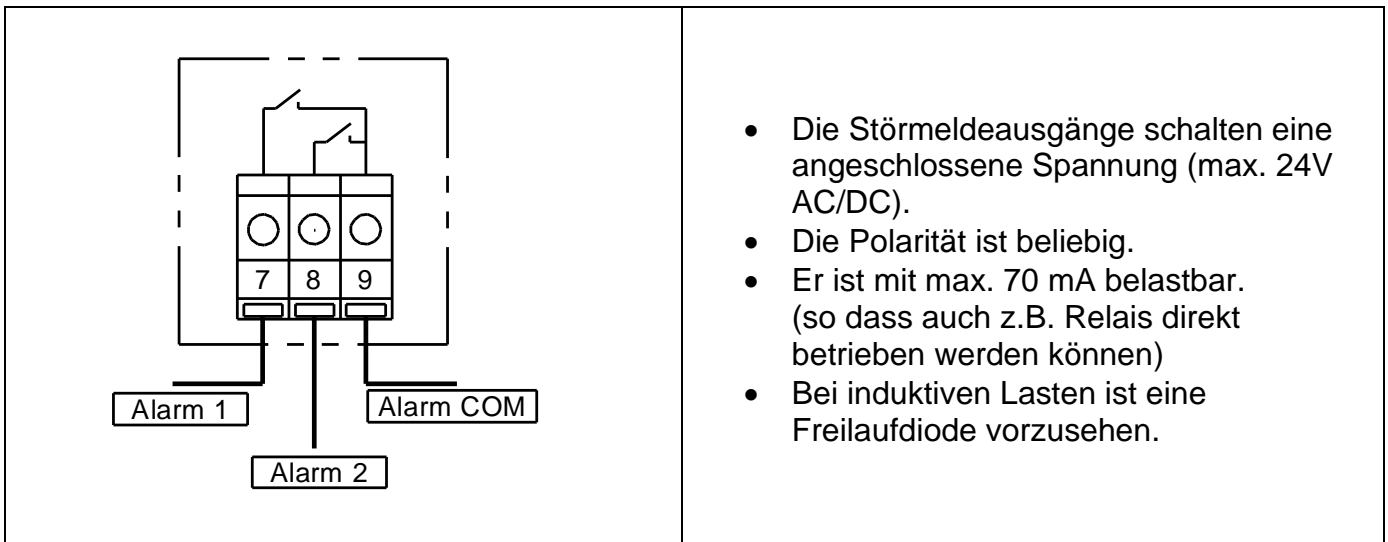 7 8 9
Alarm 1
Alarm COM
Alarm 2
• Die Störmeldeausgänge schalten eine
angeschlossene Spannung (max. 24V
AC/DC).
• Die Polarität ist beliebig.
• Er ist mit max. 70 mA belastbar.
(so dass auch z.B. Relais direkt
betrieben werden können)
• Bei induktiven Lasten ist eine
Freilaufdiode vorzusehen.